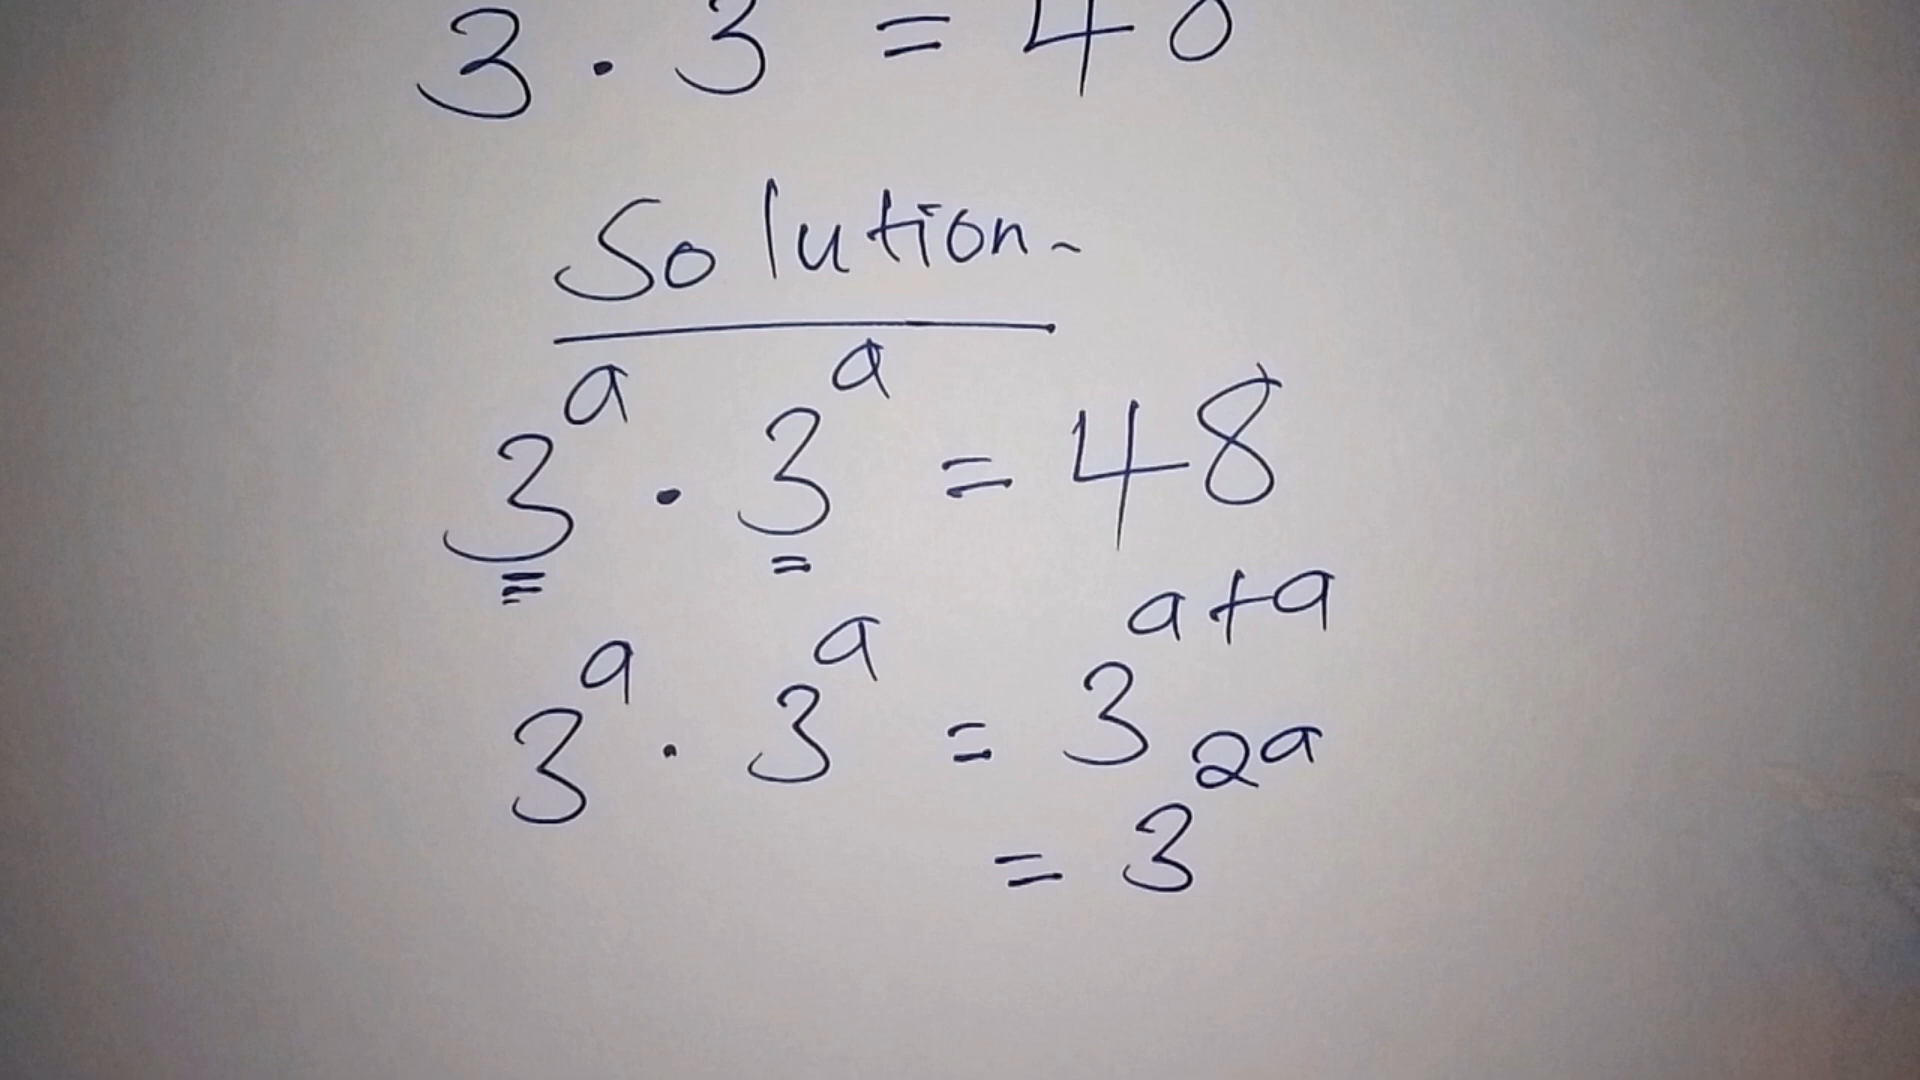 3 . 3 = 48
Solution.
3^a . 3^a = 48
3^a . 3^a = 3^{a+a}
= 3^{2a}